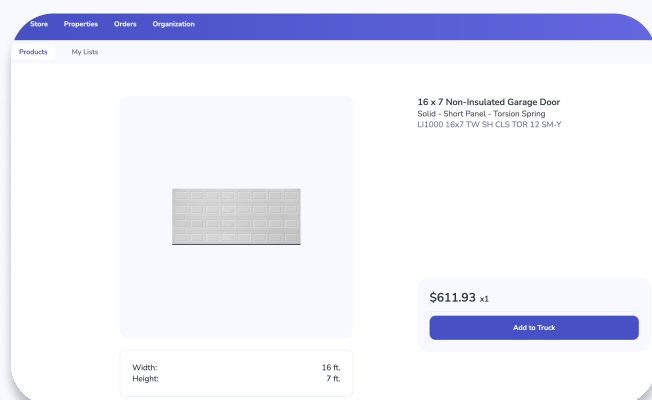 Store Properties Orders Organization
Products My Lists
16 x 7 Non-Insulated Garage Door
Solid - Short Panel - Torsion Spring
LI1000 16x7 TW SH CLS TOR 12 SM-Y
$611.93 x1
Add to Truck
Width: 16 ft.
Height: 7 ft.